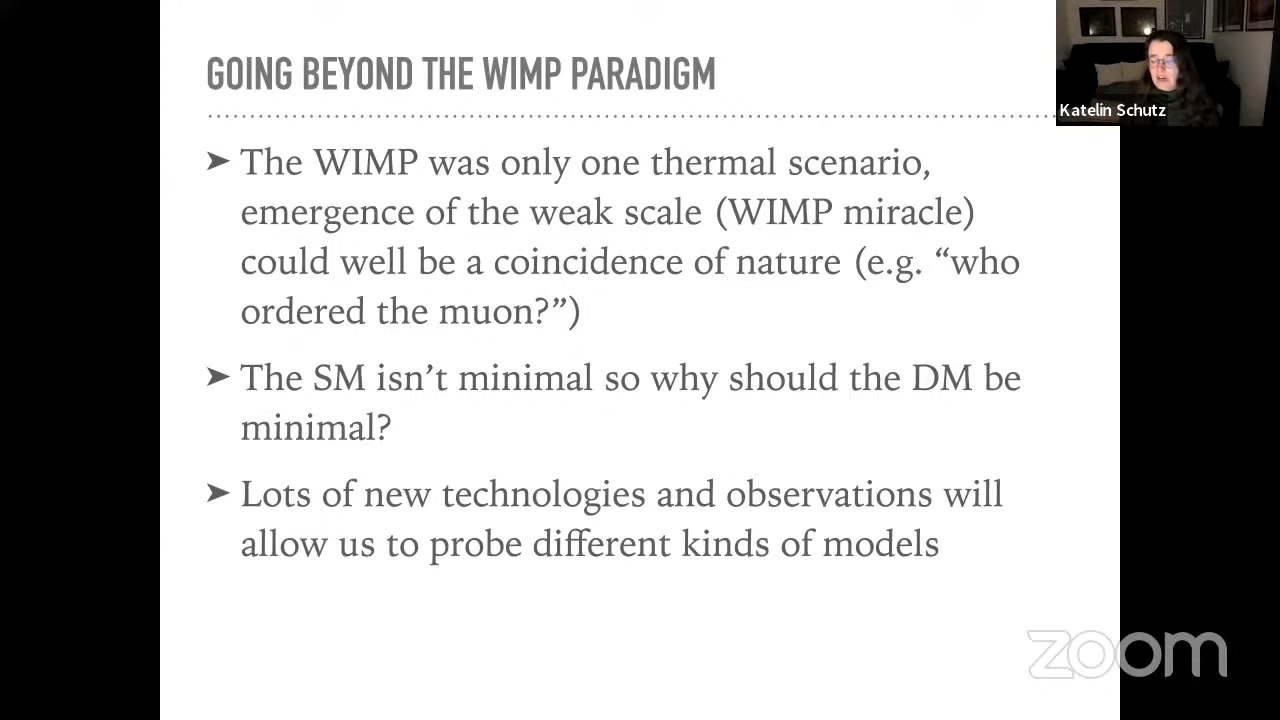 GOING BEYOND THE WIMP PARADIGM
Katelin Schutz
➤ The WIMP was only one thermal scenario,
emergence of the weak scale (WIMP miracle)
could well be a coincidence of nature (e.g. “who
ordered the muon?”)
➤ The SM isn’t minimal so why should the DM be
minimal?
➤ Lots of new technologies and observations will
allow us to probe different kinds of models
zoom